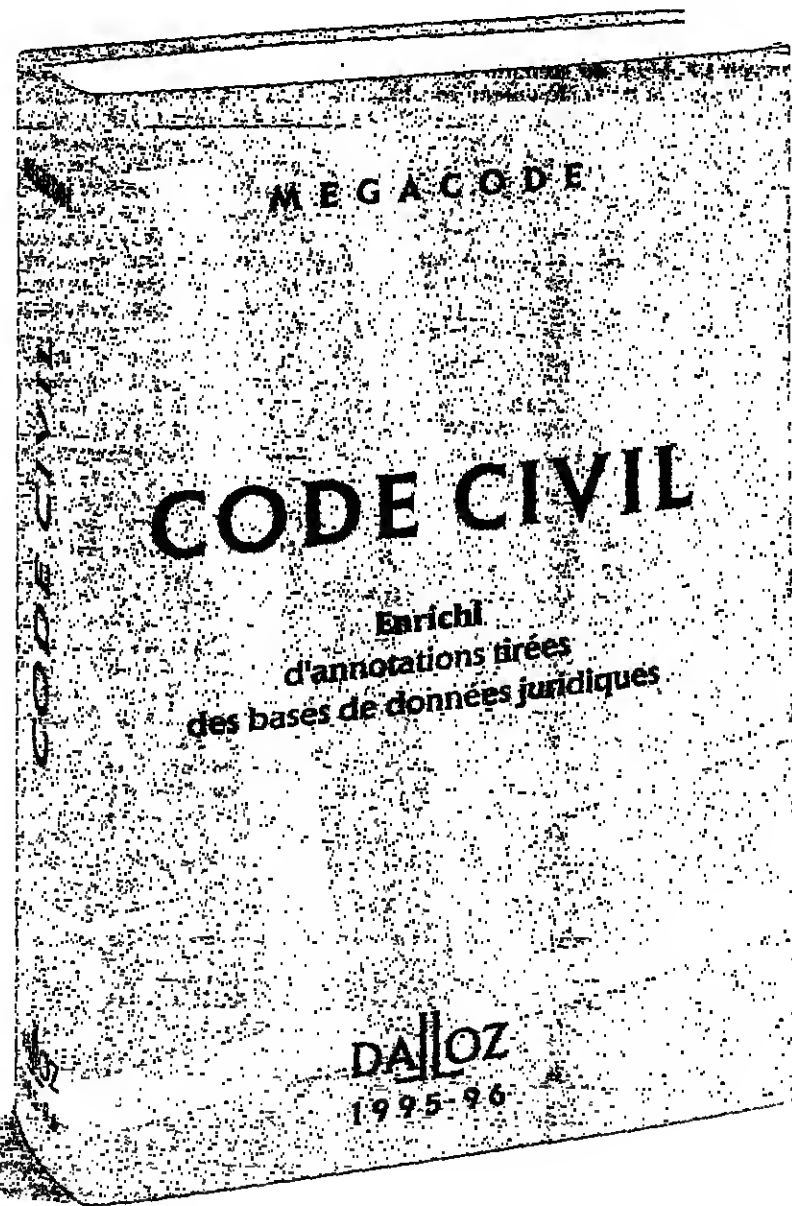 MEGACODE
CODE CIVIL
CODE CIVIL
Enrichi
d'annotations tirées
des bases de données juridiques
DALLOZ
1995-96